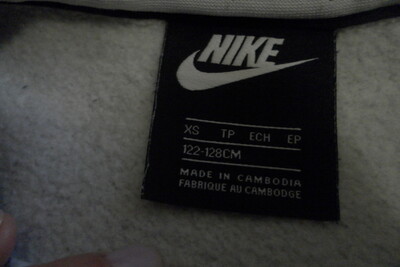 NIKE
XS TP ECH EP
122-128CM
MADE IN CAMBODIA
FABRIQUE AU CAMBODGE